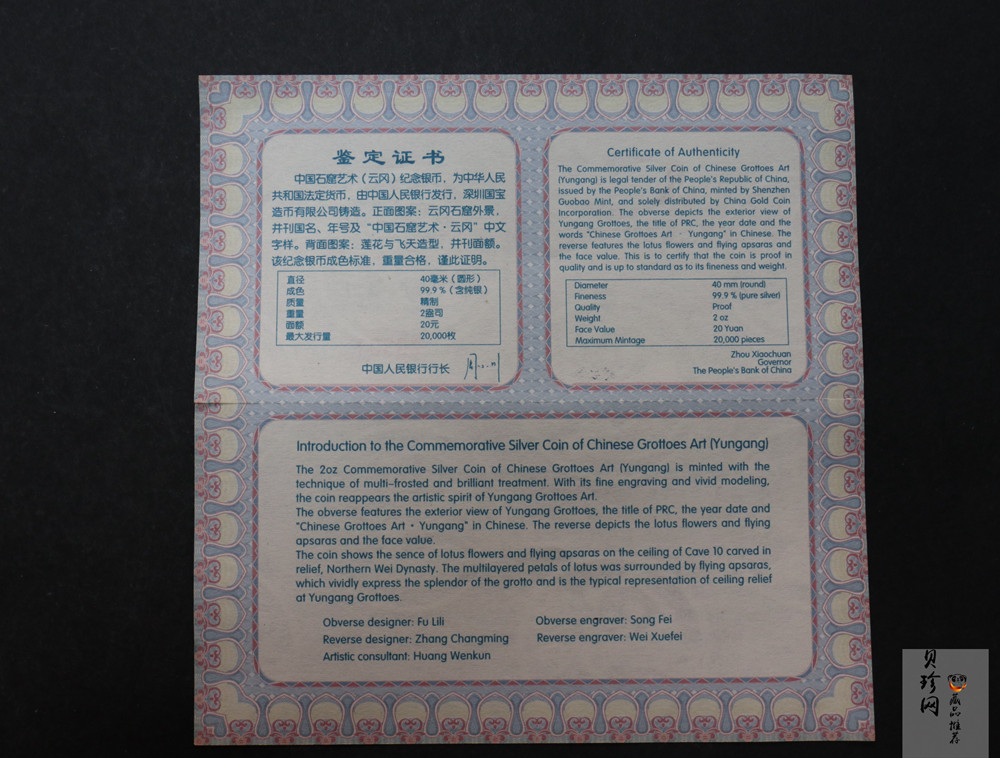 鉴定证书
中国石窟艺术（云冈）纪念银币，为中华人民
共和国法定货币，由中国人民银行发行，深圳国宝
造币有限公司铸造。正面图案：云冈石窟外景，
并刊国名、年号及“中国石窟艺术·云冈”中文
字样。背面图案：莲花与飞天造型，并刊面额。
该纪念银币成色标准，重量合格，谨此证明。
直径 40毫米（圆形）
成色 99.9％（含纯银）
质量 精制
重量 2盎司
面额 20元
最大发行量 20,000枚
中国人民银行行长
Certificate of Authenticity
The Commemorative Silver Coin of Chinese Grottoes Art
(Yungang) is legal tender of the People's Republic of China,
issued by the People's Bank of China, minted by Shenzhen
Guobao Mint, and solely distributed by China Gold Coin
Incorporation. The obverse depicts the exterior view of
Yungang Grottoes, the title of PRC, the year date and the
words "Chinese Grottoes Art · Yungang" in Chinese. The
reverse features the lotus flowers and flying apsaras and
the face value. This is to certify that the coin is proof in
quality and is up to standard as to its fineness and weight.
Diameter 40 mm (round)
Fineness 99.9 % (pure silver)
Quality Proof
Weight 2 oz
Face Value 20 Yuan
Maximum Mintage 20,000 pieces
Zhou Xiaochuan
Governor
The People's Bank of China
Introduction to the Commemorative Silver Coin of Chinese Grottoes Art (Yungang)
The 2oz Commemorative Silver Coin of Chinese Grottoes Art (Yungang) is minted with the
technique of multi-frosted and brilliant treatment. With its fine engraving and vivid modeling,
the coin reappears the artistic spirit of Yungang Grottoes Art.
The obverse features the exterior view of Yungang Grottoes, the title of PRC, the year date and
"Chinese Grottoes Art · Yungang" in Chinese. The reverse depicts the lotus flowers and flying
apsaras and the face value.
The coin shows the sence of lotus flowers and flying apsaras on the ceiling of Cave 10 carved in
relief, Northern Wei Dynasty. The multilayered petals of lotus was surrounded by flying apsaras,
which vividly express the splendor of the grotto and is the typical representation of ceiling relief
at Yungang Grottoes.
Obverse designer: Fu Lili Obverse engraver: Song Fei
Reverse designer: Zhang Changming Reverse engraver: Wei Xuefei
Artistic consultant: Huang Wenkun
贝珍网
藏品推荐